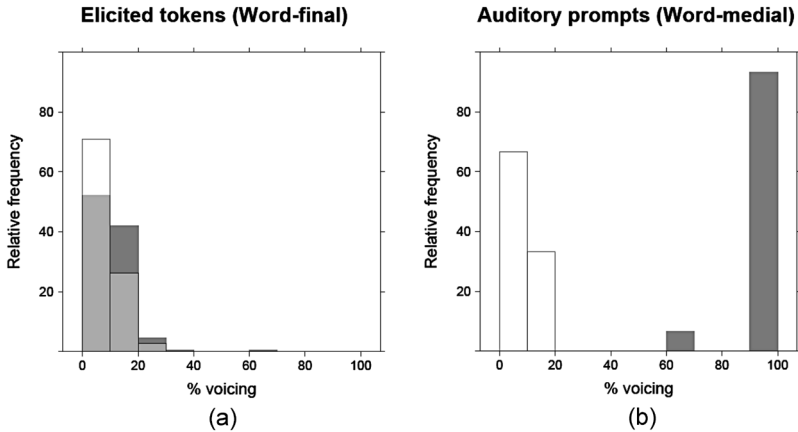 Elicited tokens (Word-final)
Relative frequency
80
60
40
20
0 20 40 60 80 100
% voicing
(a)
Auditory prompts (Word-medial)
Relative frequency
80
60
40
20
0 20 40 60 80 100
% voicing
(b)